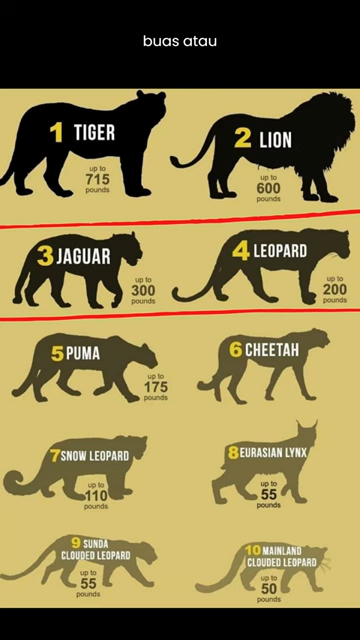 buas atau
1 TIGER
up to
715
pounds
2 LION
up to
600
pounds
3 JAGUAR
up to
300
pounds
4 LEOPARD
up to
200
pounds
5 PUMA
up to
175
pounds
6 CHEETAH
7 SNOW LEOPARD
up to
110
pounds
8 EURASIAN LYNX
up to
55
pounds
9 SUNDA
CLOUDED LEOPARD
up to
55
pounds
10 MAINLAND
CLOUDED LEOPARD
up to
50
pounds